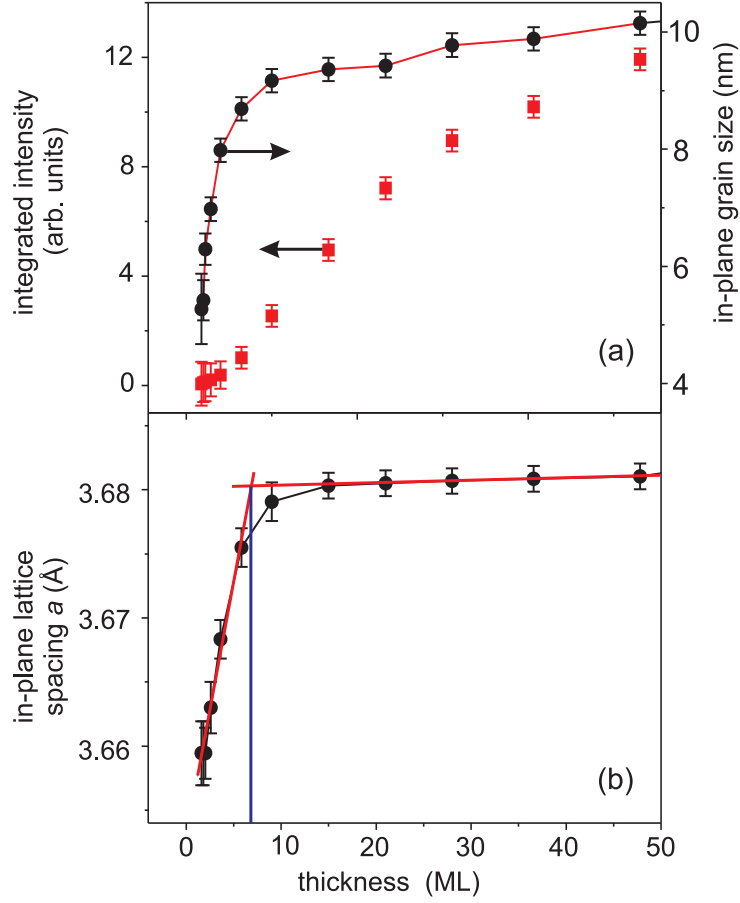 integrated intensity
(arb. units)
12
8
4
0
10
8
6
4
in-plane grain size (nm)
(a)
in-plane lattice
spacing a (Å)
3.68
3.67
3.66
(b)
0 10 20 30 40 50
thickness (ML)